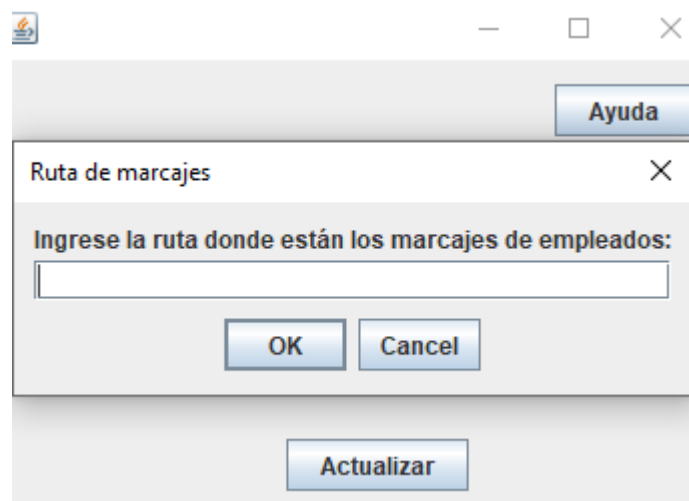 Ayuda
Ruta de marcajes
Ingrese la ruta donde están los marcajes de empleados:
OK Cancel
Actualizar